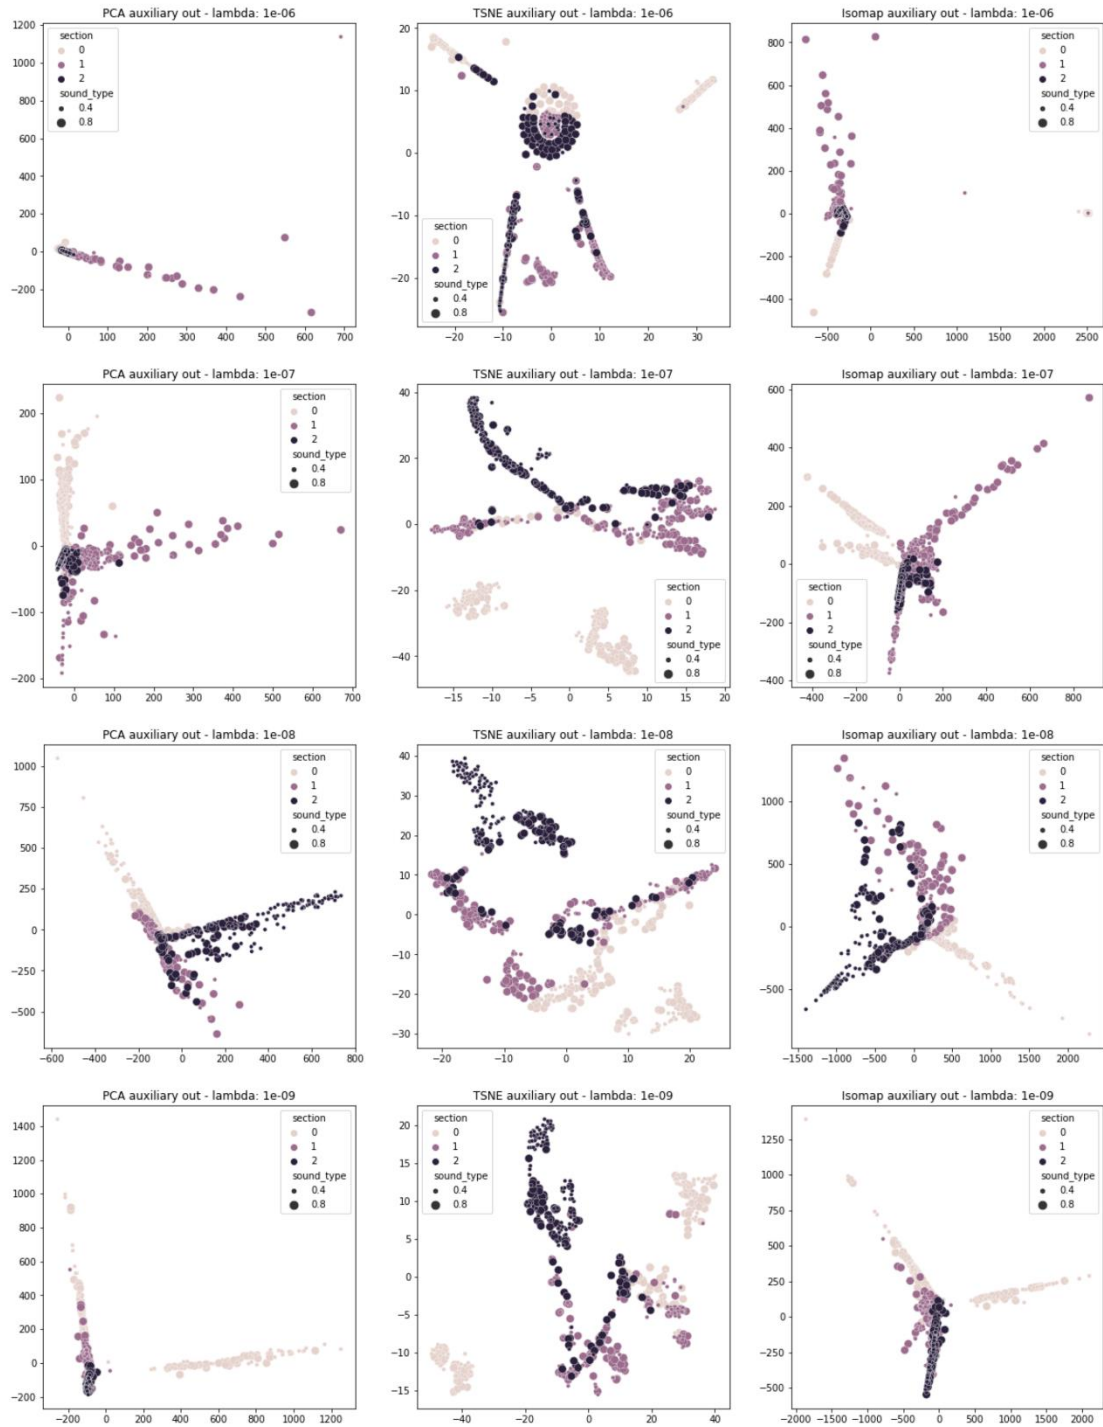 PCA auxiliary out - lambda: 1e-06
1200
1000
800
600
400
200
0
−200
0 100 200 300 400 500 600 700
section
0
1
2
sound_type
0.4
0.8
TSNE auxiliary out - lambda: 1e-06
20
10
0
−10
−20
−20 −10 0 10 20 30
section
0
1
2
sound_type
0.4
0.8
Isomap auxiliary out - lambda: 1e-06
800
600
400
200
0
−200
−400
−500 0 500 1000 1500 2000 2500
section
0
1
2
sound_type
0.4
0.8
PCA auxiliary out - lambda: 1e-07
200
100
0
−100
−200
0 100 200 300 400 500 600 700
section
0
1
2
sound_type
0.4
0.8
TSNE auxiliary out - lambda: 1e-07
40
20
0
−20
−40
−15 −10 −5 0 5 10 15 20
section
0
1
2
sound_type
0.4
0.8
Isomap auxiliary out - lambda: 1e-07
600
400
200
0
−200
−400
−400 −200 0 200 400 600 800
section
0
1
2
sound_type
0.4
0.8
PCA auxiliary out - lambda: 1e-08
1000
750
500
250
0
−250
−500
−600 −400 −200 0 200 400 600 800
section
0
1
2
sound_type
0.4
0.8
TSNE auxiliary out - lambda: 1e-08
40
30
20
10
0
−10
−20
−30
−20 −10 0 10 20
section
0
1
2
sound_type
0.4
0.8
Isomap auxiliary out - lambda: 1e-08
1000
500
0
−500
−1500 −1000 −500 0 500 1000 1500 2000
section
0
1
2
sound_type
0.4
0.8
PCA auxiliary out - lambda: 1e-09
1400
1200
1000
800
600
400
200
0
−200
−200 0 200 400 600 800 1000 1200
section
0
1
2
sound_type
0.4
0.8
TSNE auxiliary out - lambda: 1e-09
20
15
10
5
0
−5
−10
−15
−40 −20 0 20 40
section
0
1
2
sound_type
0.4
0.8
Isomap auxiliary out - lambda: 1e-09
1250
1000
750
500
250
0
−250
−500
−2000 −1500 −1000 −500 0 500 1000 1500 2000
section
0
1
2
sound_type
0.4
0.8